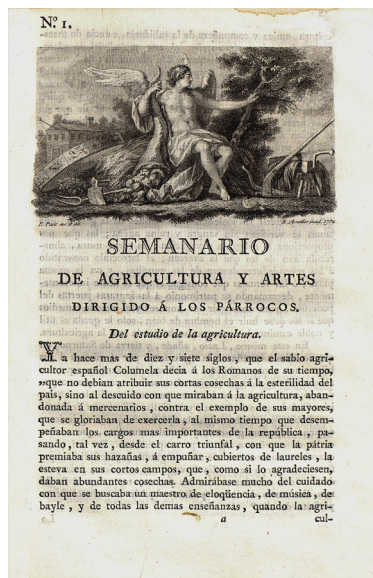 Nº 1.
SEMANARIO
DE AGRICULTURA Y ARTES
DIRIGIDO Á LOS PÁRROCOS.
Del estudio de la agricultura.
Ya hace mas de diez y siete siglos, que el sabio agri-
cultor español Columela decia á los Romanos de su tiempo,
"que no debian atribuir sus cortas cosechas á la esterilidad del
pais, sino al descuido con que miraban á la agricultura, aban-
donada á mercenarios, contra el exemplo de sus mayores,
que se gloriaban de exercerla, al mismo tiempo que desem-
peñaban los cargos mas importantes de la república, pa-
sando, tal vez, desde el carro triunfal, con que la pátria
premiaba sus hazañas, á empuñar, cubiertos de laureles, la
esteva en sus cortos campos, que, como si lo agradeciesen,
daban abundantes cosechas. Admirábase mucho del cuidado
con que se buscaba un maestro de eloqüencia, de música, de
bayle, y de todas las demas enseñanzas, quando la agri-
a cul-